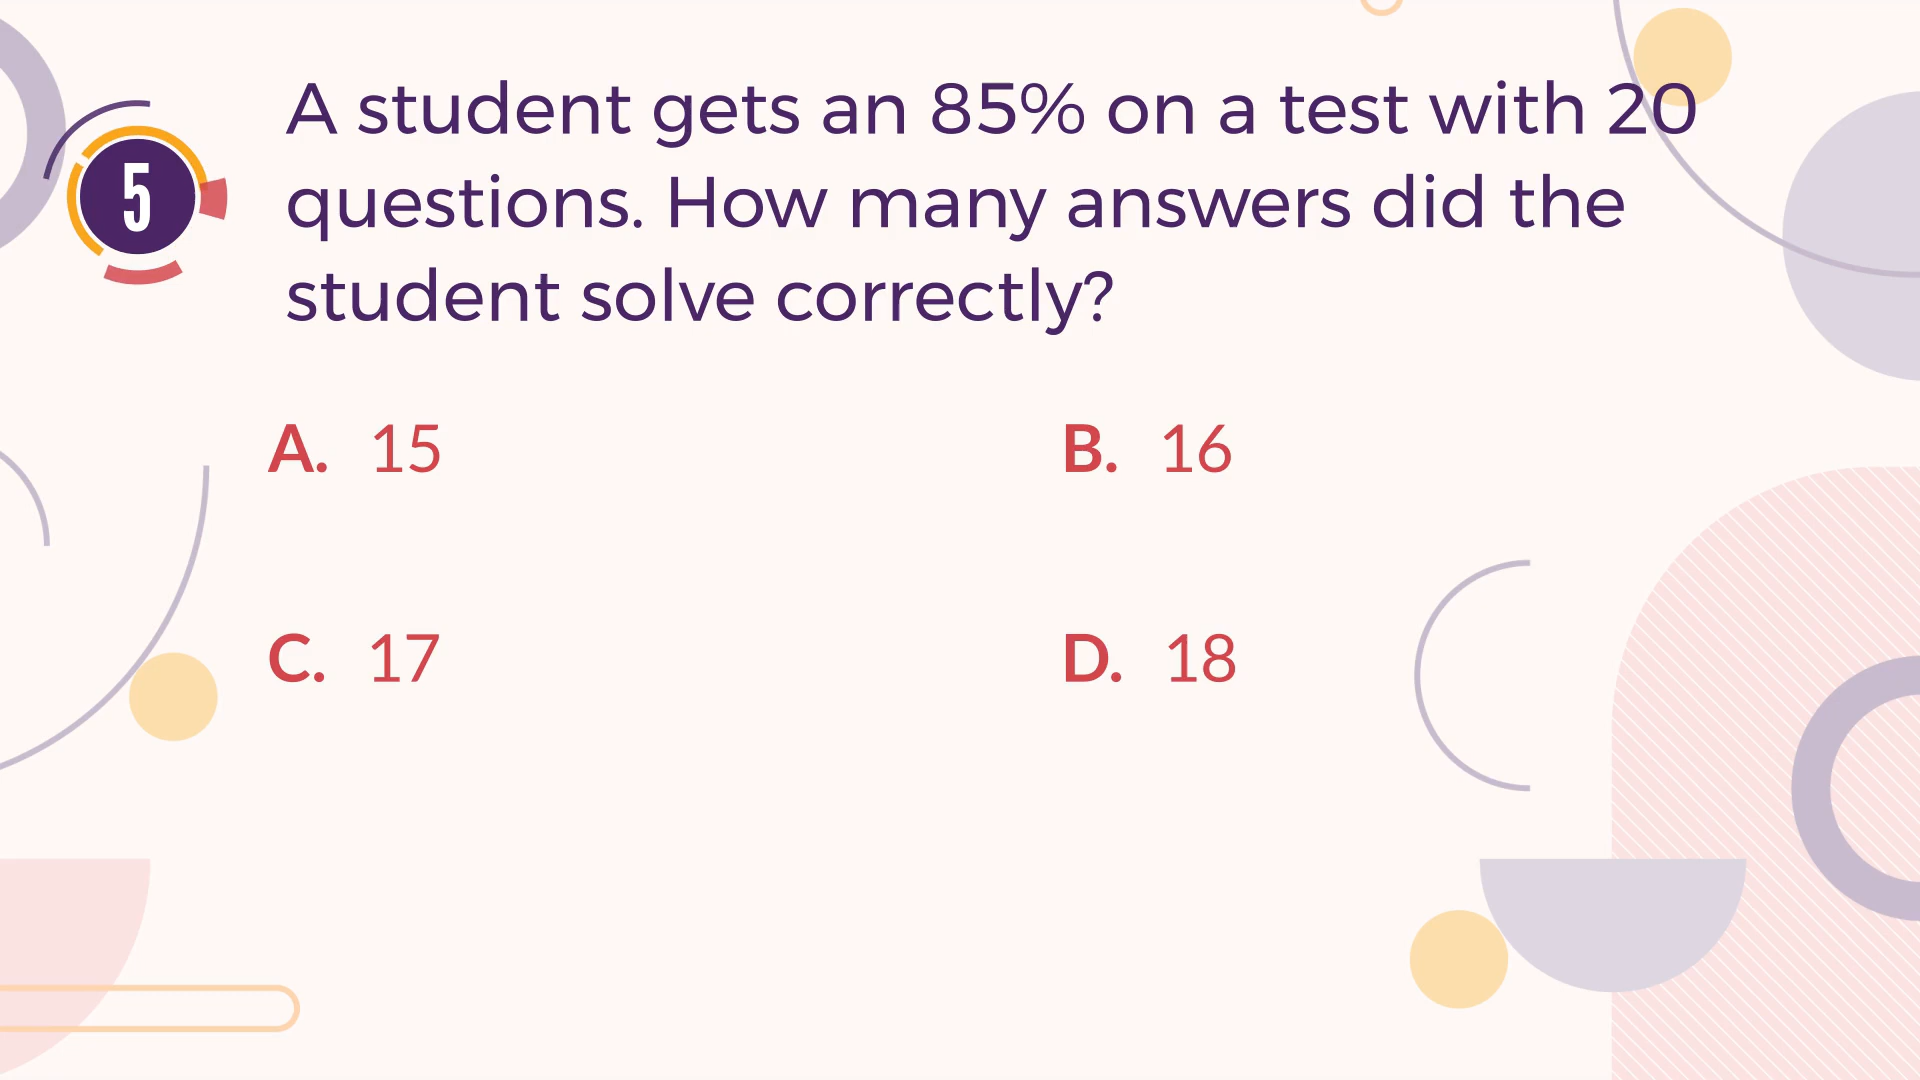 5
A student gets an 85% on a test with 20
questions. How many answers did the
student solve correctly?
A. 15
B. 16
C. 17
D. 18